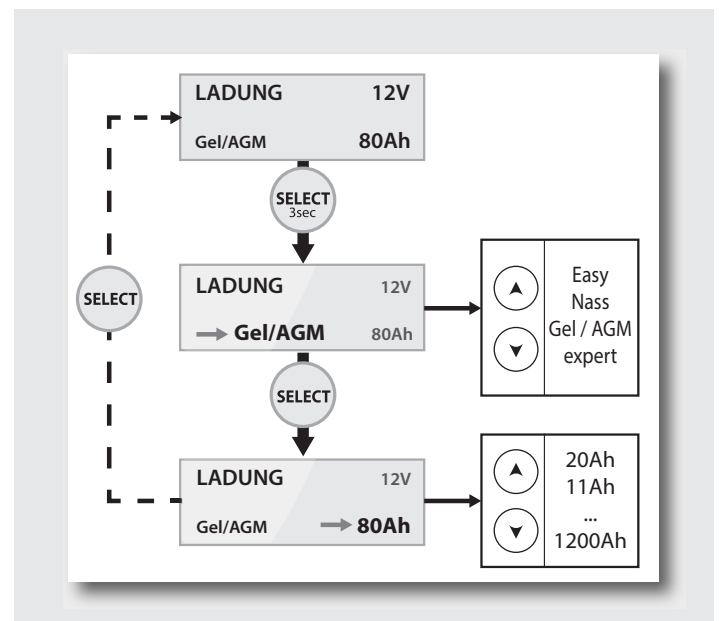 LADUNG 12V
Gel/AGM 80Ah
SELECT
3sec
LADUNG 12V
Gel/AGM 80Ah
Easy
Nass
Gel / AGM
expert
SELECT
SELECT
LADUNG 12V
Gel/AGM 80Ah
20Ah
11Ah
...
1200Ah